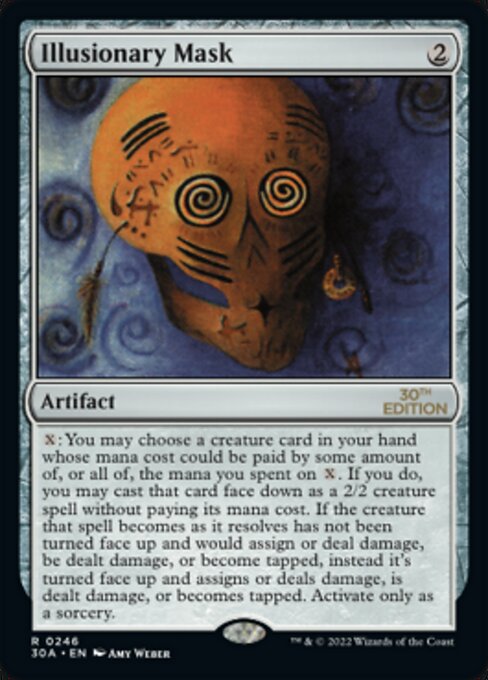 Illusionary Mask 2
Artifact
30TH
EDITION
X: You may choose a creature card in your hand
whose mana cost could be paid by some amount
of, or all of, the mana you spent on X. If you do,
you may cast that card face down as a 2/2 creature
spell without paying its mana cost. If the creature
that spell becomes as it resolves has not been
turned face up and would assign or deal damage,
be dealt damage, or become tapped, instead it's
turned face up and assigns or deals damage, is
dealt damage, or becomes tapped. Activate only as
a sorcery.
R 0246
30A • EN AMY WEBER
™ & © 2022 Wizards of the Coast